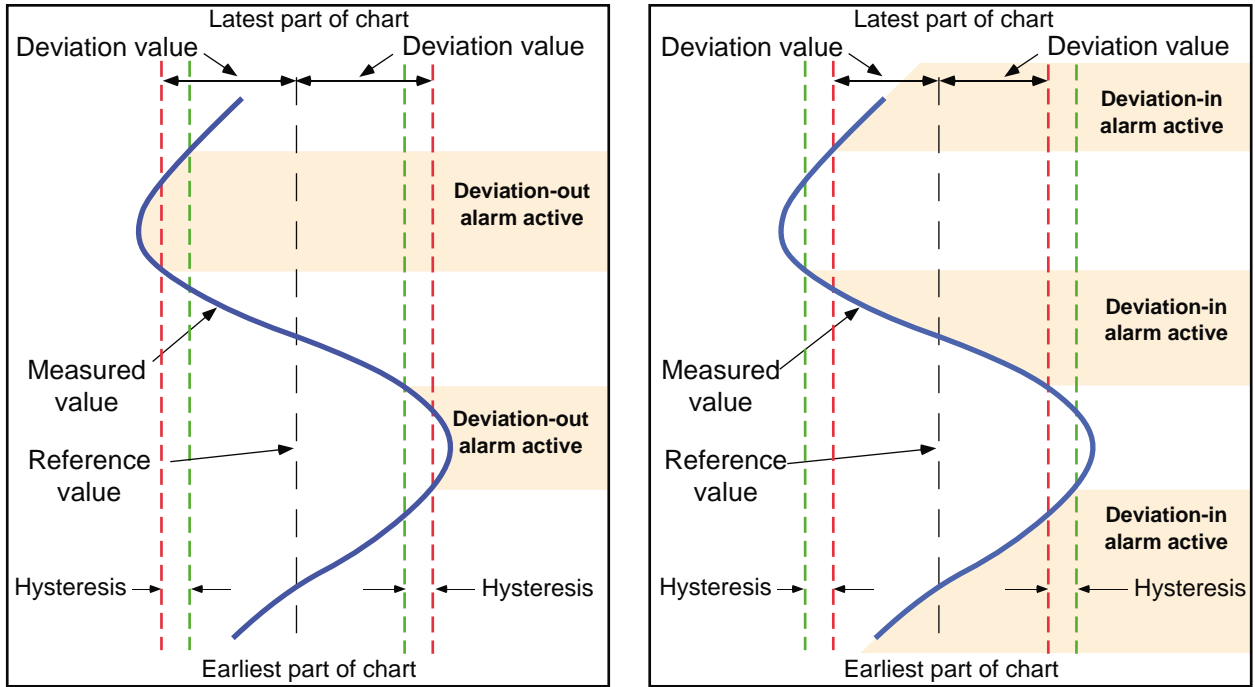 Latest part of chart
Deviation value
Deviation value
Deviation-out
alarm active
Measured
value
Deviation-out
alarm active
Reference
value
Hysteresis
Hysteresis
Earliest part of chart
Latest part of chart
Deviation value
Deviation value
Deviation-in
alarm active
Deviation-in
alarm active
Measured
value
Reference
value
Deviation-in
alarm active
Hysteresis
Hysteresis
Earliest part of chart